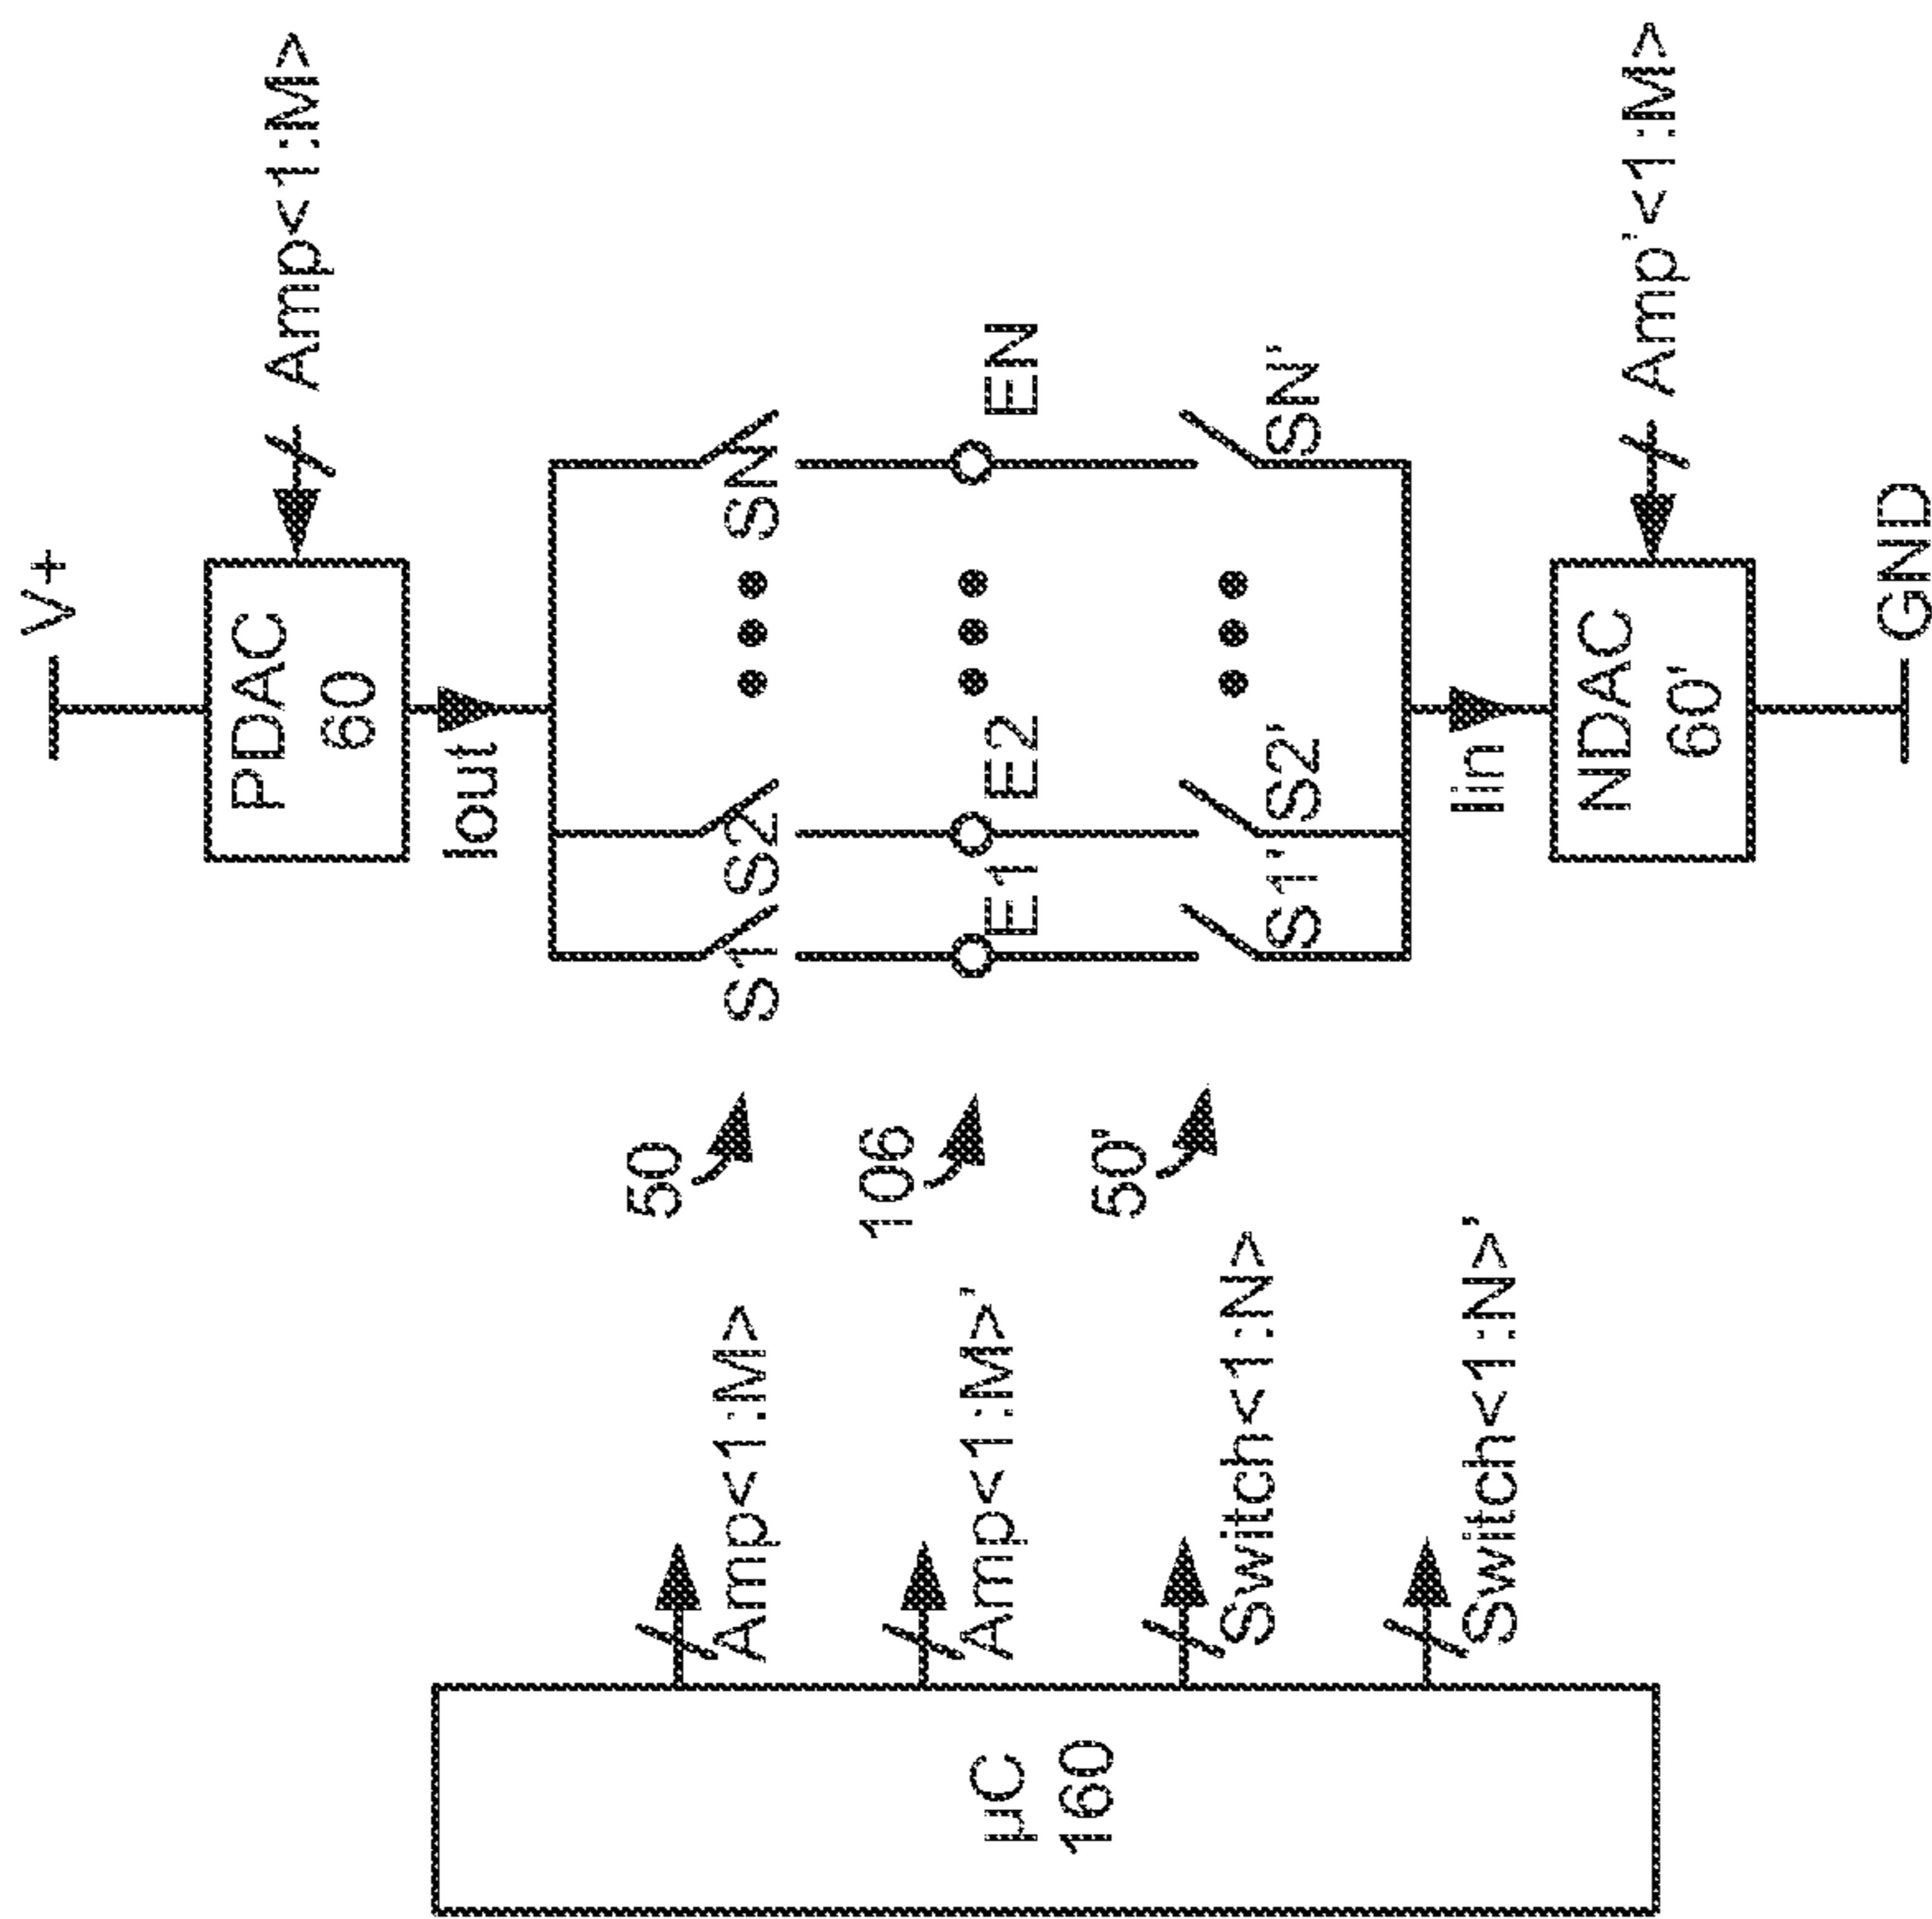 V+
PDAC
60
Amp<1:M>
Iout
50
S1
S2
SN
106
E1
E2
EN
50'
S1'
S2'
SN'
Iin
NDAC
60'
Amp'<1:M>
GND
µC
160
Amp<1:M>
Amp<1:M>'
Switch<1:N>
Switch<1:N>'